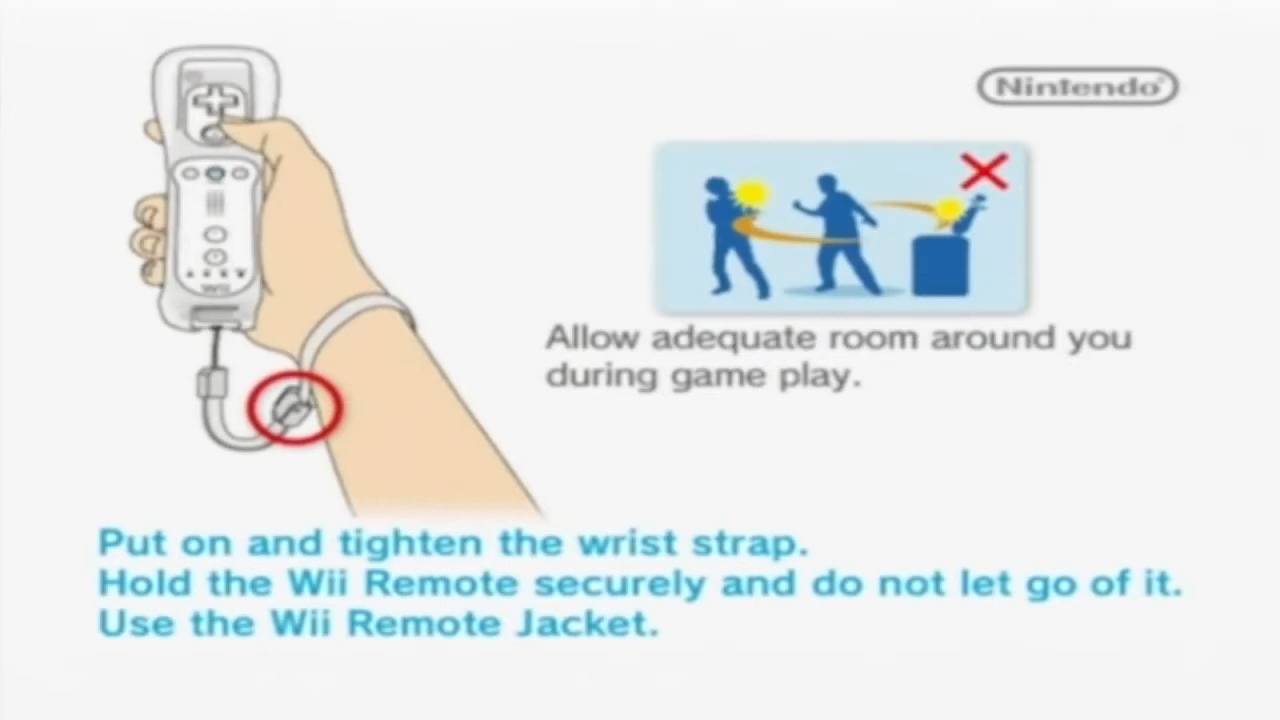 Nintendo
Allow adequate room around you
during game play.
Wii
Put on and tighten the wrist strap.
Hold the Wii Remote securely and do not let go of it.
Use the Wii Remote Jacket.